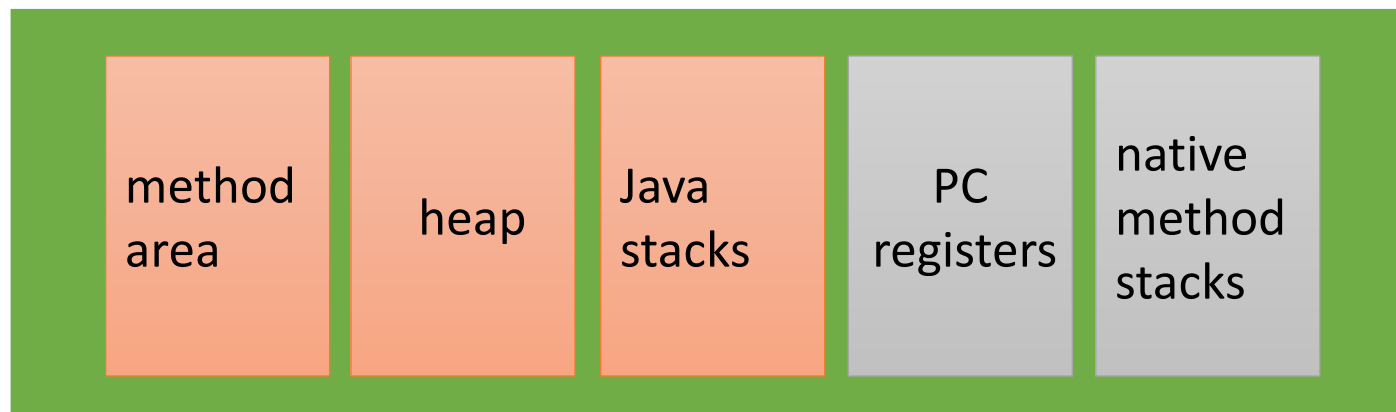 method
area
heap
Java
stacks
PC
registers
native
method
stacks